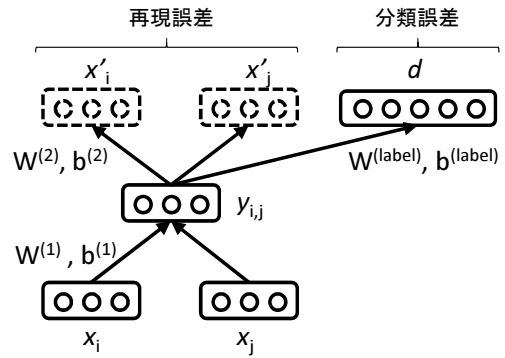 再現誤差 分類誤差
x'i x'j d
W(2), b(2) W(label), b(label)
yi,j
W(1) , b(1)
xi xj